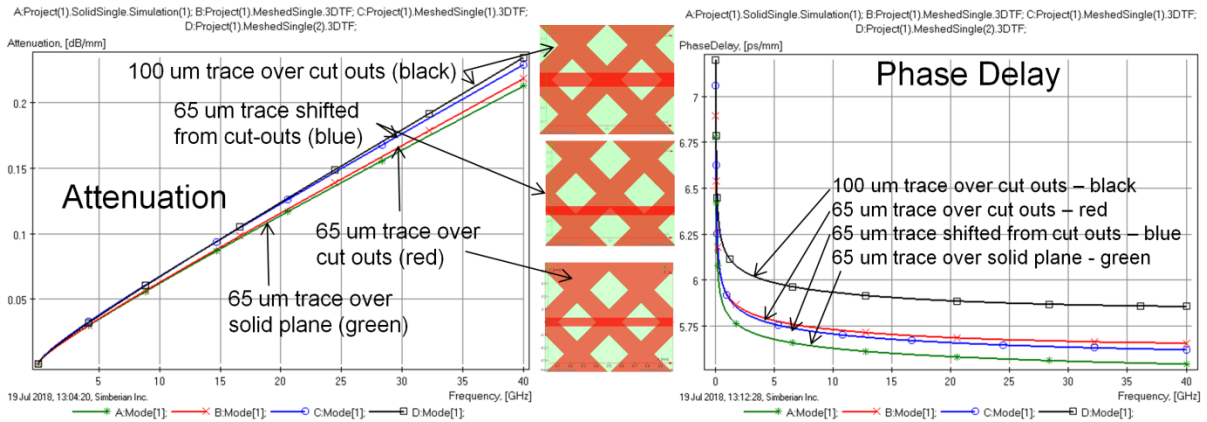 A:Project(1).SolidSingle.Simulation(1); B:Project(1).MeshedSingle.3DTF; C:Project(1).MeshedSingle(1).3DTF;
D:Project(1).MeshedSingle(2).3DTF;
Attenuation, [dB/mm]
0.2
0.15
0.1
0.05
100 um trace over cut outs (black)
65 um trace shifted
from cut-outs (blue)
Attenuation
65 um trace over
cut outs (red)
65 um trace over
solid plane (green)
5
10
15
20
25
30
35
40
Frequency, [GHz]
19 Jul 2018, 13:04:20, Simberian Inc.
A:Mode[1];
B:Mode[1];
C:Mode[1];
D:Mode[1];
A:Project(1).SolidSingle.Simulation(1); B:Project(1).MeshedSingle.3DTF; C:Project(1).MeshedSingle(1).3DTF;
D:Project(1).MeshedSingle(2).3DTF;
PhaseDelay, [ps/mm]
Phase Delay
7
6.75
6.5
6.25
6
5.75
100 um trace over cut outs – black
65 um trace over cut outs – red
65 um trace shifted from cut outs – blue
65 um trace over solid plane - green
0
5
10
15
20
25
30
35
40
Frequency, [GHz]
19 Jul 2018, 13:12:28, Simberian Inc.
A:Mode[1];
B:Mode[1];
C:Mode[1];
D:Mode[1];